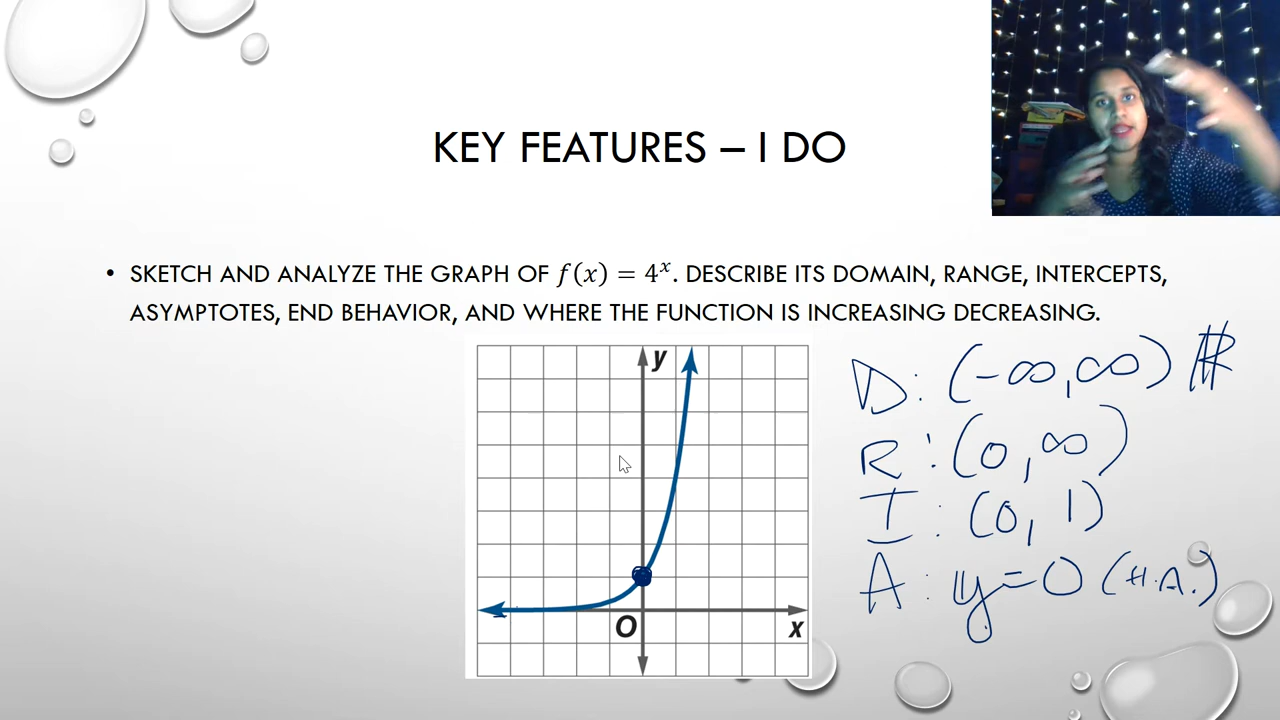 KEY FEATURES – I DO
• SKETCH AND ANALYZE THE GRAPH OF f(x) = 4ˣ. DESCRIBE ITS DOMAIN, RANGE, INTERCEPTS,
ASYMPTOTES, END BEHAVIOR, AND WHERE THE FUNCTION IS INCREASING DECREASING.
y
O
x
D: (-∞,∞) ℝ
R: (0,∞)
I: (0, 1)
A: y=0 (H.A.)